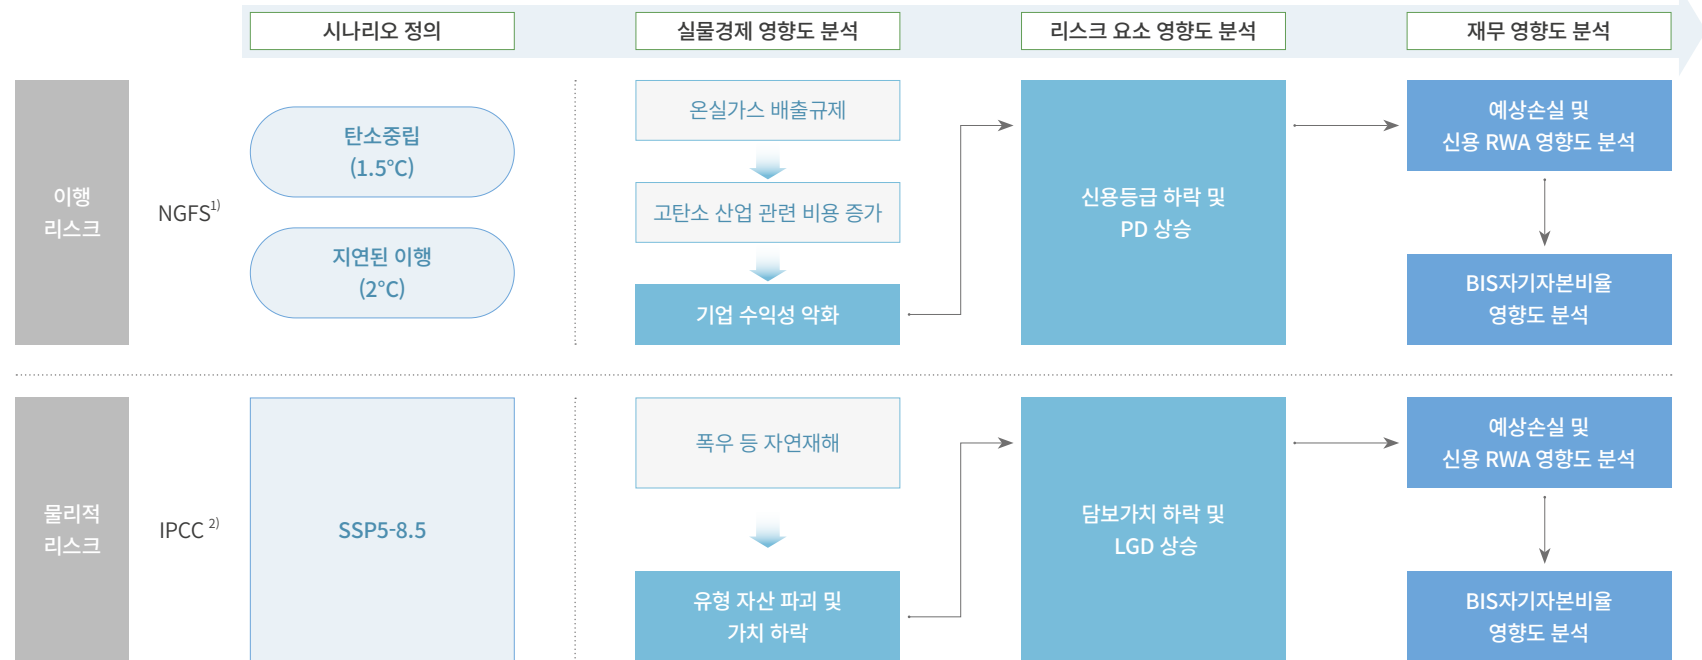 시나리오 정의
실물경제 영향도 분석
리스크 요소 영향도 분석
재무 영향도 분석
이행
리스크
NGFS1)
탄소중립
(1.5°C)
지연된 이행
(2°C)
온실가스 배출규제
고탄소 산업 관련 비용 증가
기업 수익성 악화
신용등급 하락 및
PD 상승
예상손실 및
신용 RWA 영향도 분석
BIS자기자본비율
영향도 분석
물리적
리스크
IPCC 2)
SSP5-8.5
폭우 등 자연재해
유형 자산 파괴 및
가치 하락
담보가치 하락 및
LGD 상승
예상손실 및
신용 RWA 영향도 분석
BIS자기자본비율
영향도 분석